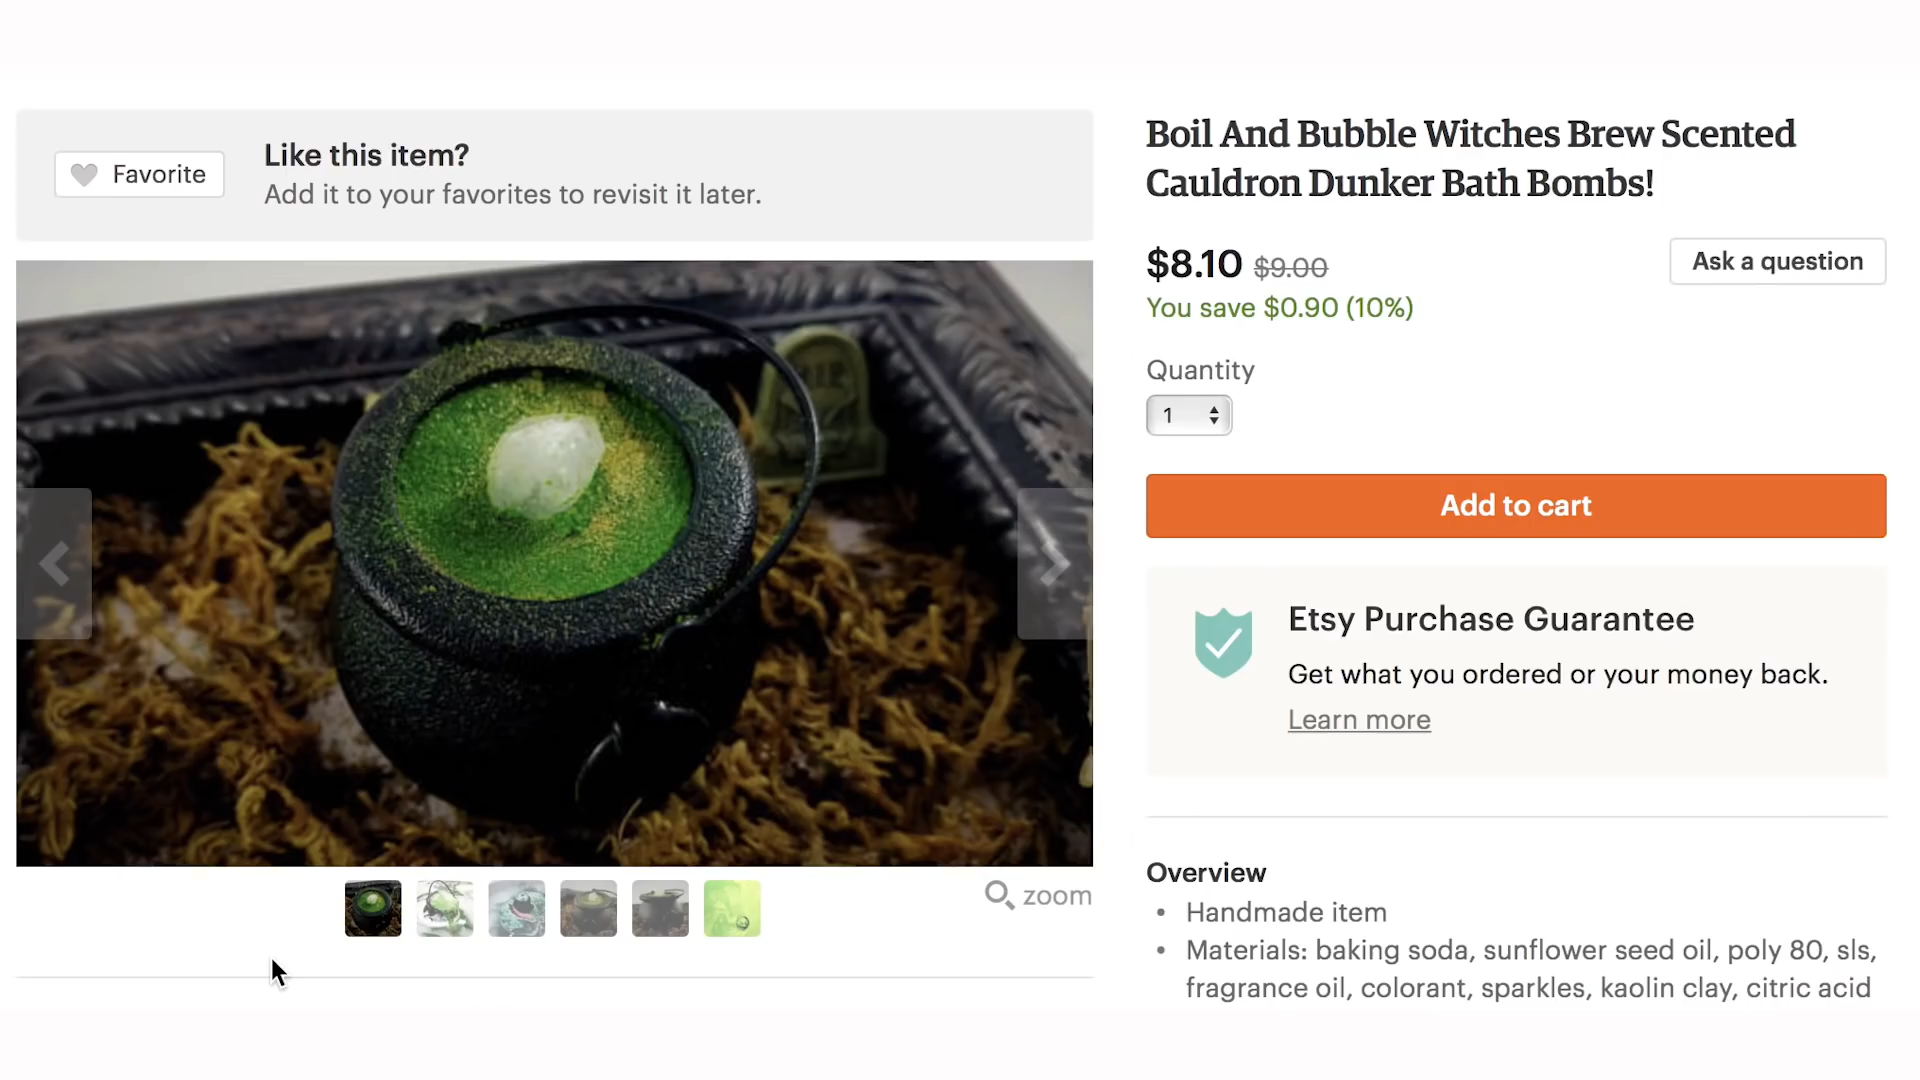 Favorite
Like this item?
Add it to your favorites to revisit it later.
RIP
zoom
Boil And Bubble Witches Brew Scented
Cauldron Dunker Bath Bombs!
$8.10 $9.00
You save $0.90 (10%)
Ask a question
Quantity
1
Add to cart
Etsy Purchase Guarantee
Get what you ordered or your money back.
Learn more
Overview
• Handmade item
• Materials: baking soda, sunflower seed oil, poly 80, sls,
fragrance oil, colorant, sparkles, kaolin clay, citric acid